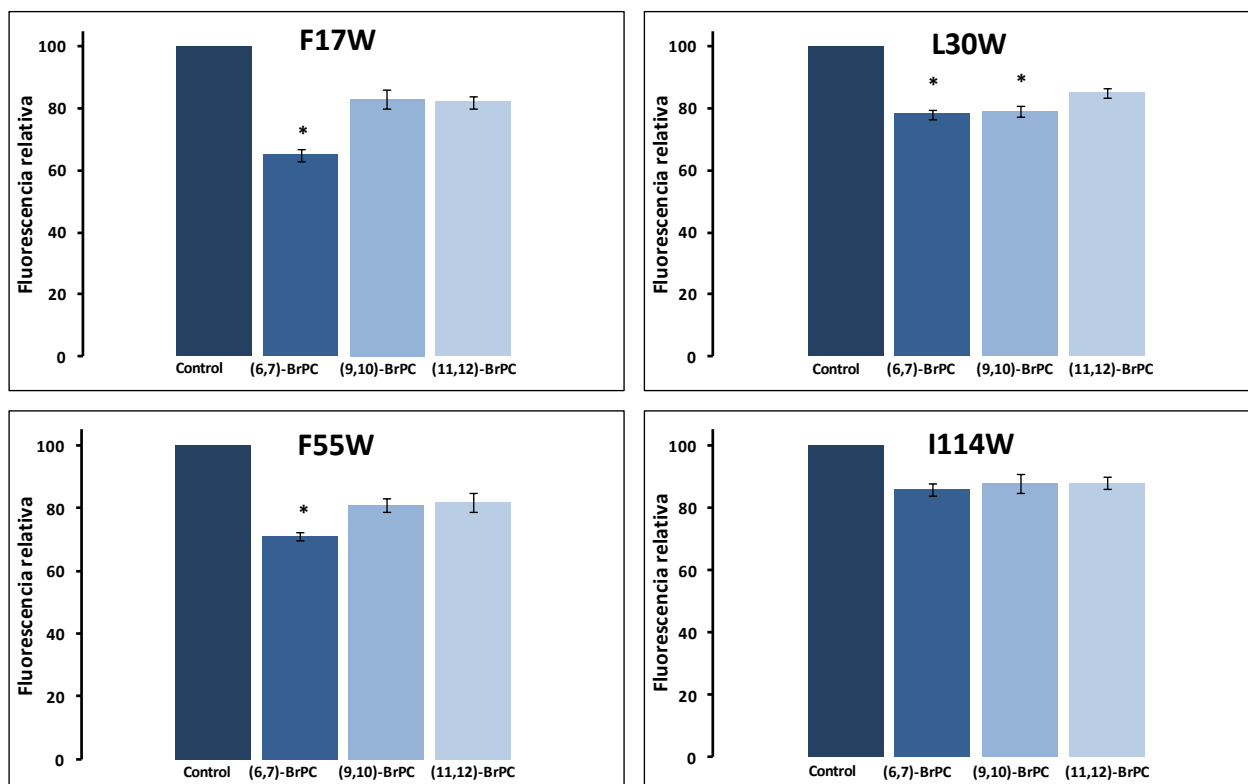 F17W
Fluorescencia relativa
100
80
60
40
20
0
*
Control (6,7)-BrPC (9,10)-BrPC (11,12)-BrPC
L30W
Fluorescencia relativa
100
80
60
40
20
0
* *
Control (6,7)-BrPC (9,10)-BrPC (11,12)-BrPC
F55W
Fluorescencia relativa
100
80
60
40
20
0
*
Control (6,7)-BrPC (9,10)-BrPC (11,12)-BrPC
I114W
Fluorescencia relativa
100
80
60
40
20
0
Control (6,7)-BrPC (9,10)-BrPC (11,12)-BrPC